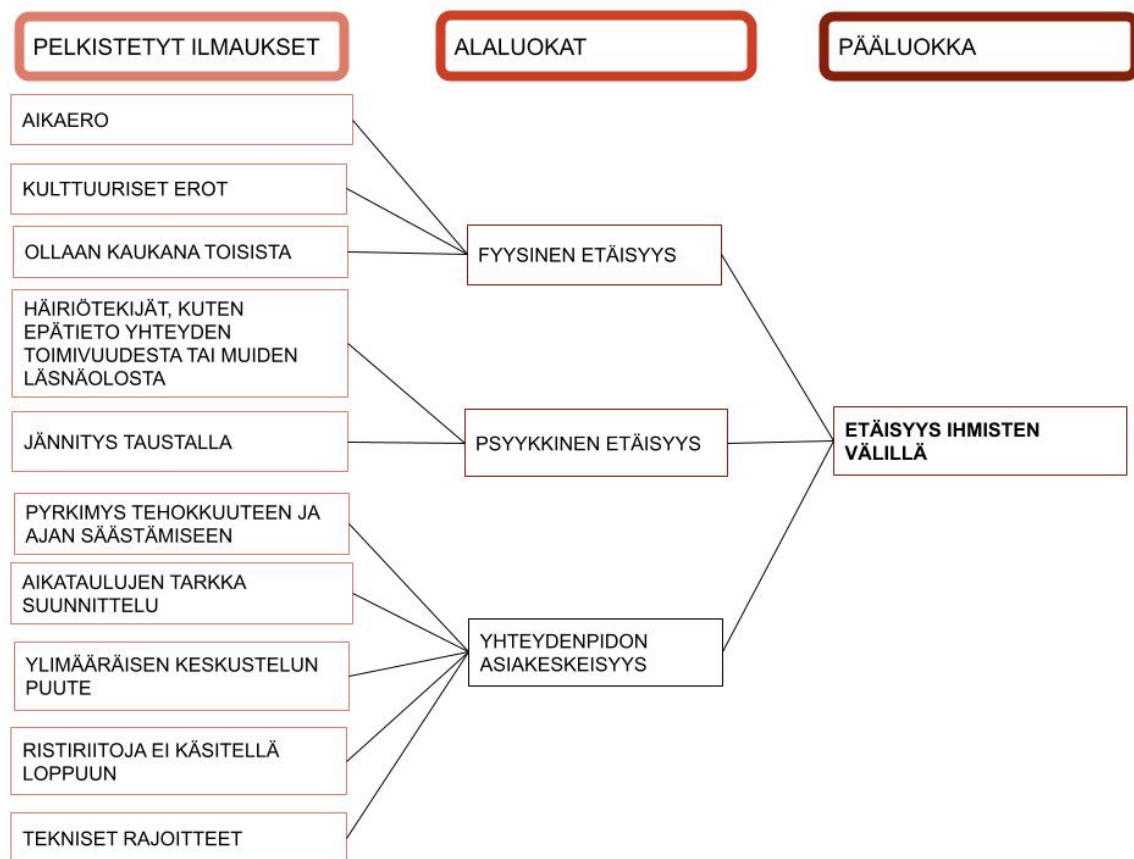 PELKISTETYT ILMAUKSET
ALALUOKAT
PÄÄLUOKKA
AIKAERO
KULTTUURISET EROT
OLLAAN KAUKANA TOISISTA
HÄIRIÖTEKIJÄT, KUTEN
EPÄTIETO YHTEYDEN
TOIMIVUUDESTA TAI MUIDEN
LÄSNÄOLOSTA
JÄNNITYS TAUSTALLA
PYRKIMYS TEHOKKUUTEEN JA
AJAN SÄÄSTÄMISEEN
AIKATAULUJEN TARKKA
SUUNNITTELU
YLIMÄÄRÄISEN KESKUSTELUN
PUUTE
RISTIRIITOJA EI KÄSITELLÄ
LOPPUUN
TEKNISET RAJOITTEET
FYYSINEN ETÄISYYS
PSYYKKINEN ETÄISYYS
YHTEYDENPIDON
ASIAKESKEISYYS
ETÄISYYS IHMISTEN
VÄLILLÄ